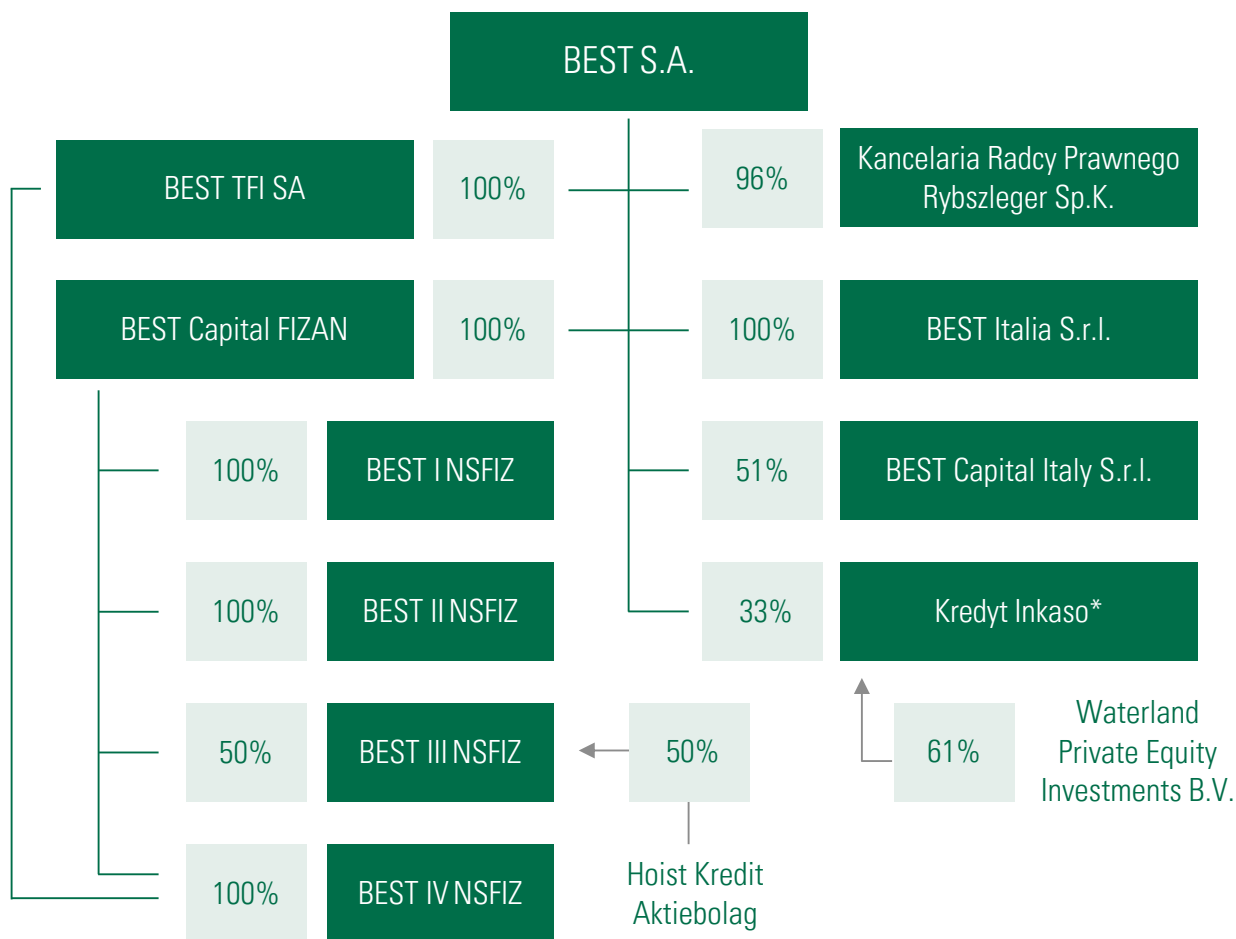 BEST S.A.
BEST TFI SA
100%
96%
Kancelaria Radcy Prawnego
Rybszleger Sp.K.
BEST Capital FIZAN
100%
100%
BEST Italia S.r.l.
100%
BEST I NSFIZ
51%
BEST Capital Italy S.r.l.
100%
BEST II NSFIZ
33%
Kredyt Inkaso*
50%
BEST III NSFIZ
50%
61%
Waterland
Private Equity
Investments B.V.
100%
BEST IV NSFIZ
Hoist Kredit
Aktiebolag